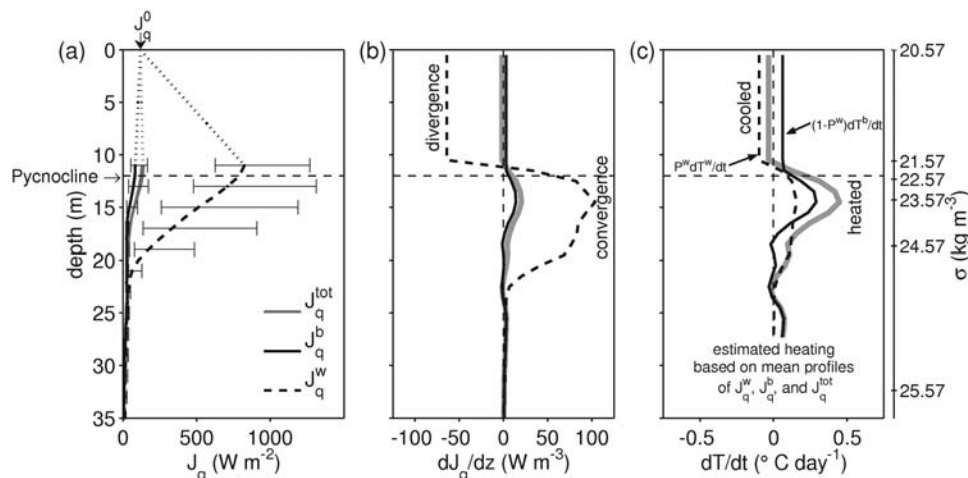 J_q^0
(a)
(b)
(c)
0
5
10
15
20
25
30
35
depth (m)
Pycnocline
J_q^tot
J_q^b
J_q^w
0
500
1000
J_q (W m^-2)
divergence
convergence
-100
-50
0
50
100
dJ_q/dz (W m^-3)
cooled
(1-P^w)dT^b/dt
P^w dT^w/dt
heated
estimated heating
based on mean profiles
of J_q^w, J_q^b, and J_q^tot
-0.5
0
0.5
dT/dt (° C day^-1)
20.57
21.57
22.57
23.57
24.57
25.57
σ (kg m^-3)